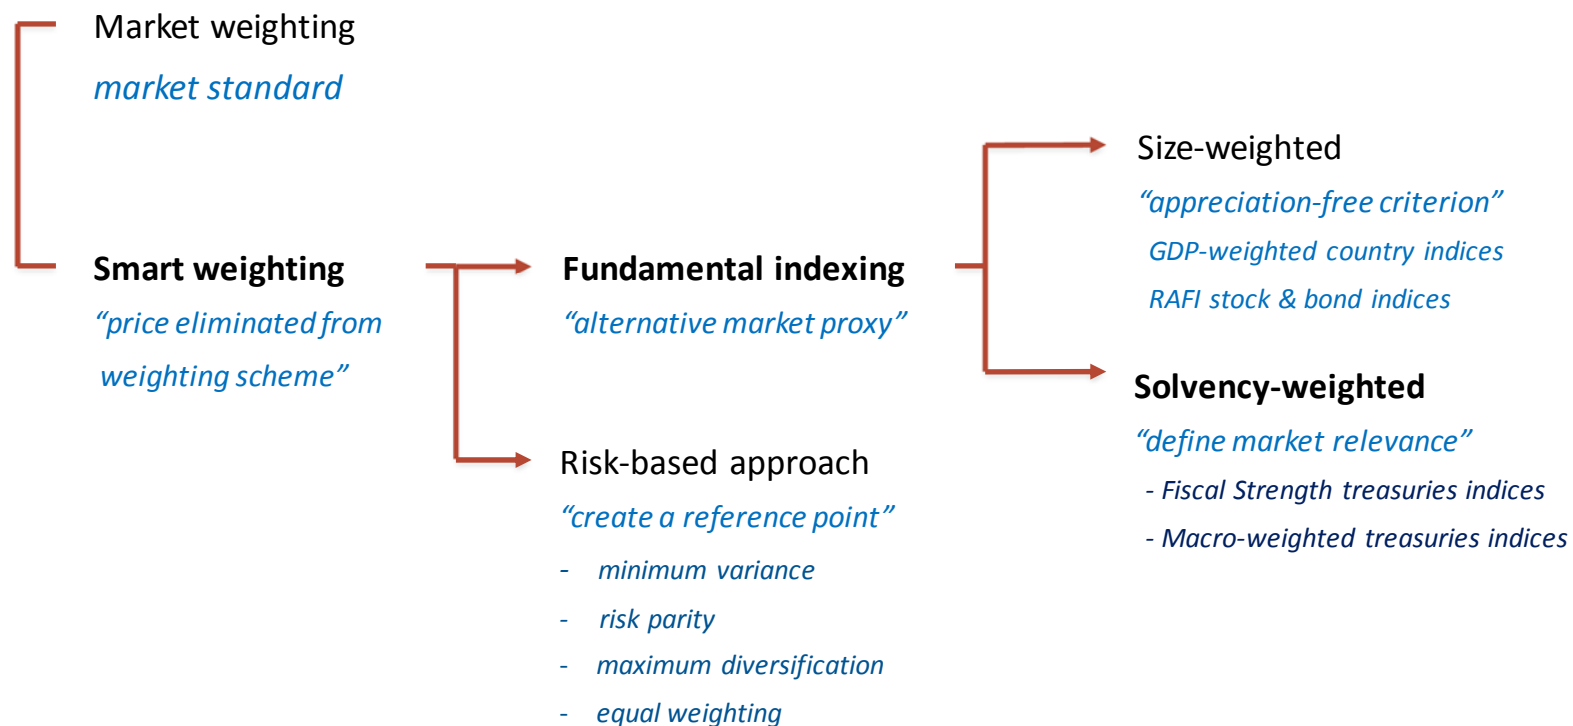 Market weighting
market standard
Smart weighting
“price eliminated from
weighting scheme”
Fundamental indexing
“alternative market proxy”
Risk-based approach
“create a reference point”
- minimum variance
- risk parity
- maximum diversification
- equal weighting
Size-weighted
“appreciation-free criterion”
GDP-weighted country indices
RAFI stock & bond indices
Solvency-weighted
“define market relevance”
- Fiscal Strength treasuries indices
- Macro-weighted treasuries indices